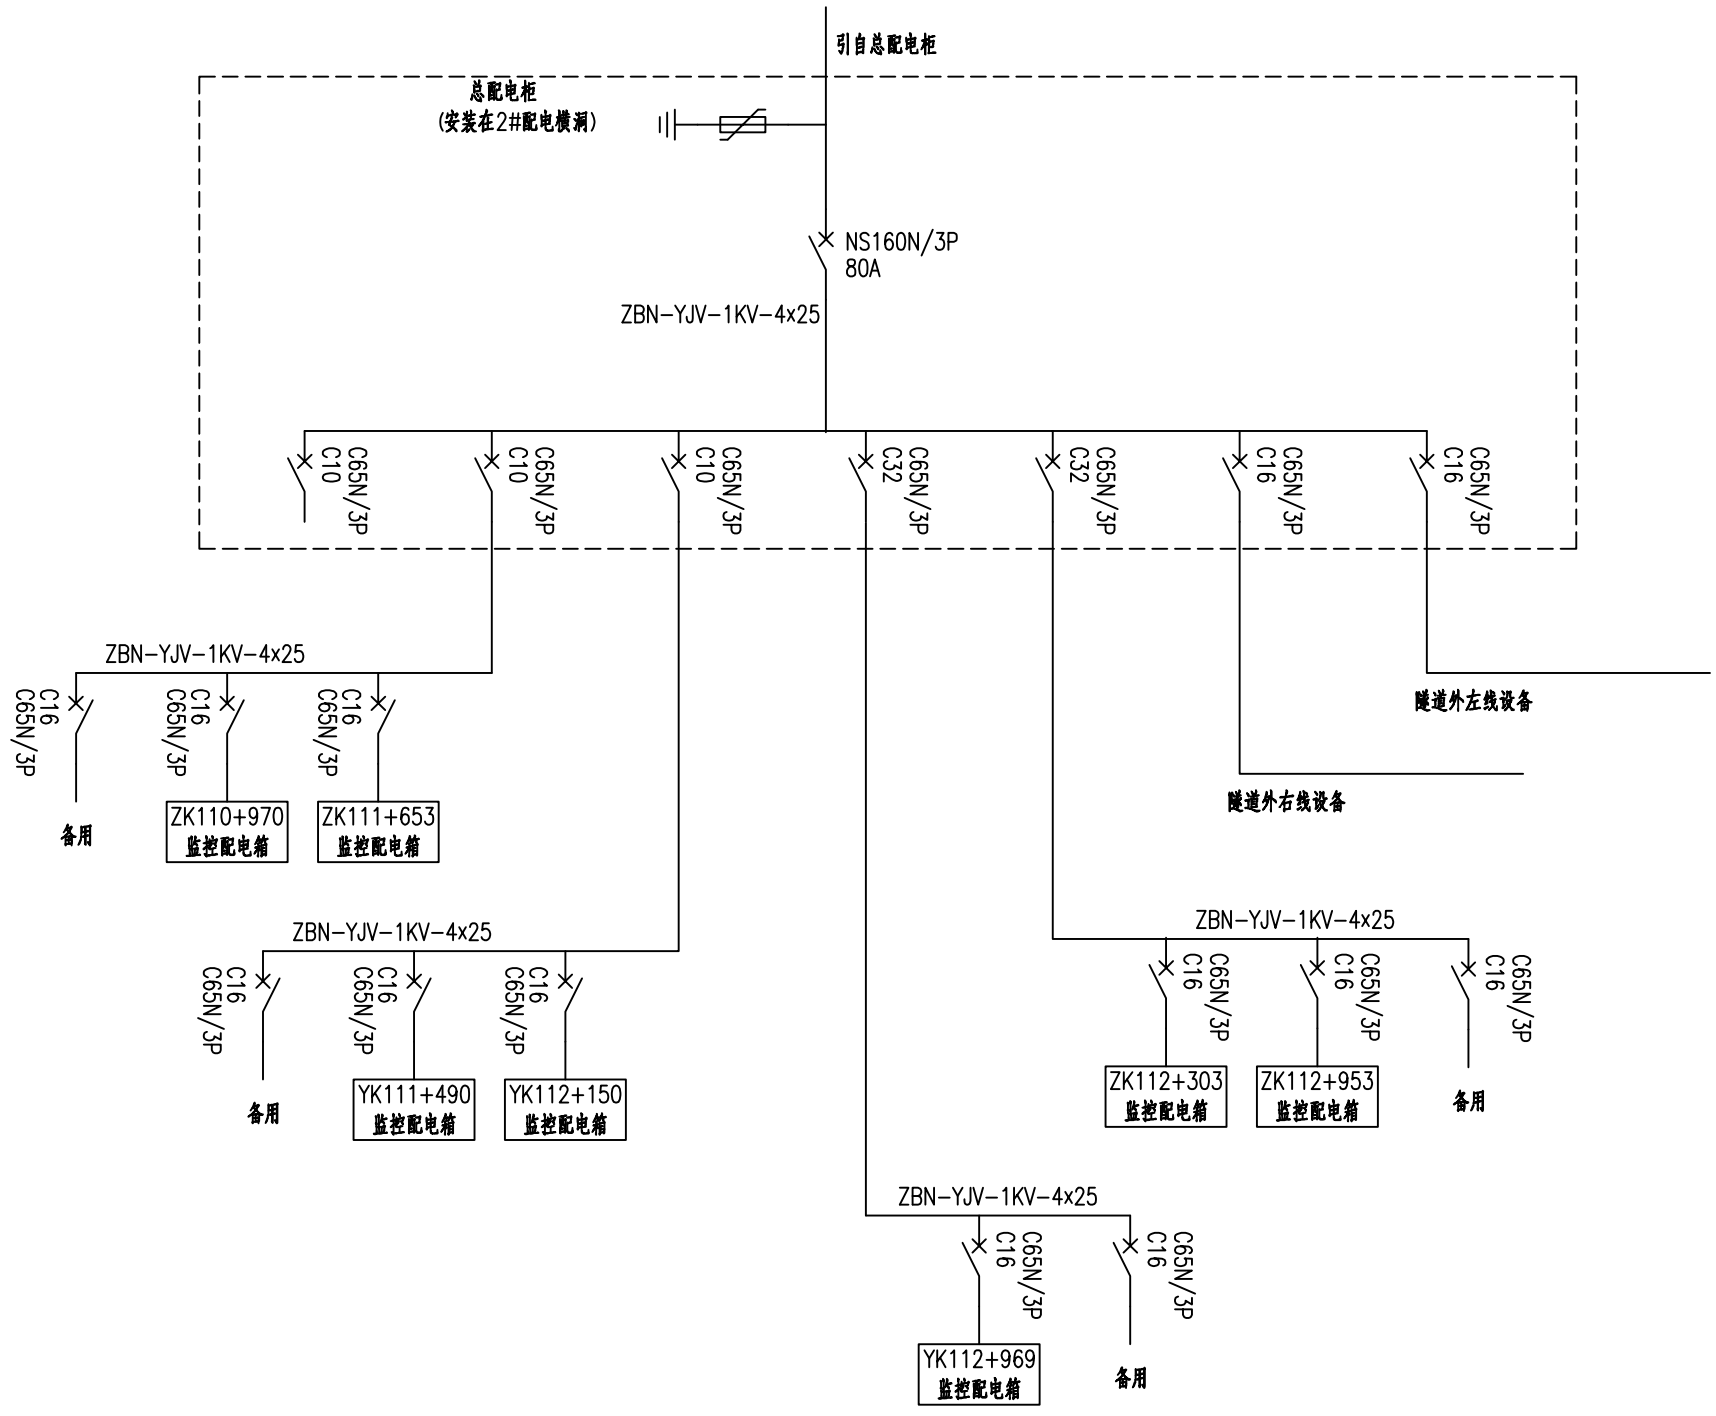 引自总配电柜
总配电柜
(安装在2#配电横洞)
NS160N/3P
80A
ZBN-YJV-1KV-4x25
C65N/3P
C10
C65N/3P
C10
C65N/3P
C10
C65N/3P
C32
C65N/3P
C32
C65N/3P
C16
C65N/3P
C16
ZBN-YJV-1KV-4x25
C16
C65N/3P
C16
C65N/3P
C16
C65N/3P
备用
ZK110+970
监控配电箱
ZK111+653
监控配电箱
隧道外左线设备
隧道外右线设备
ZBN-YJV-1KV-4x25
C16
C65N/3P
C16
C65N/3P
C16
C65N/3P
备用
YK111+490
监控配电箱
YK112+150
监控配电箱
ZBN-YJV-1KV-4x25
C65N/3P
C16
C65N/3P
C16
C65N/3P
C16
ZK112+303
监控配电箱
ZK112+953
监控配电箱
备用
ZBN-YJV-1KV-4x25
C65N/3P
C16
C65N/3P
C16
YK112+969
监控配电箱
备用